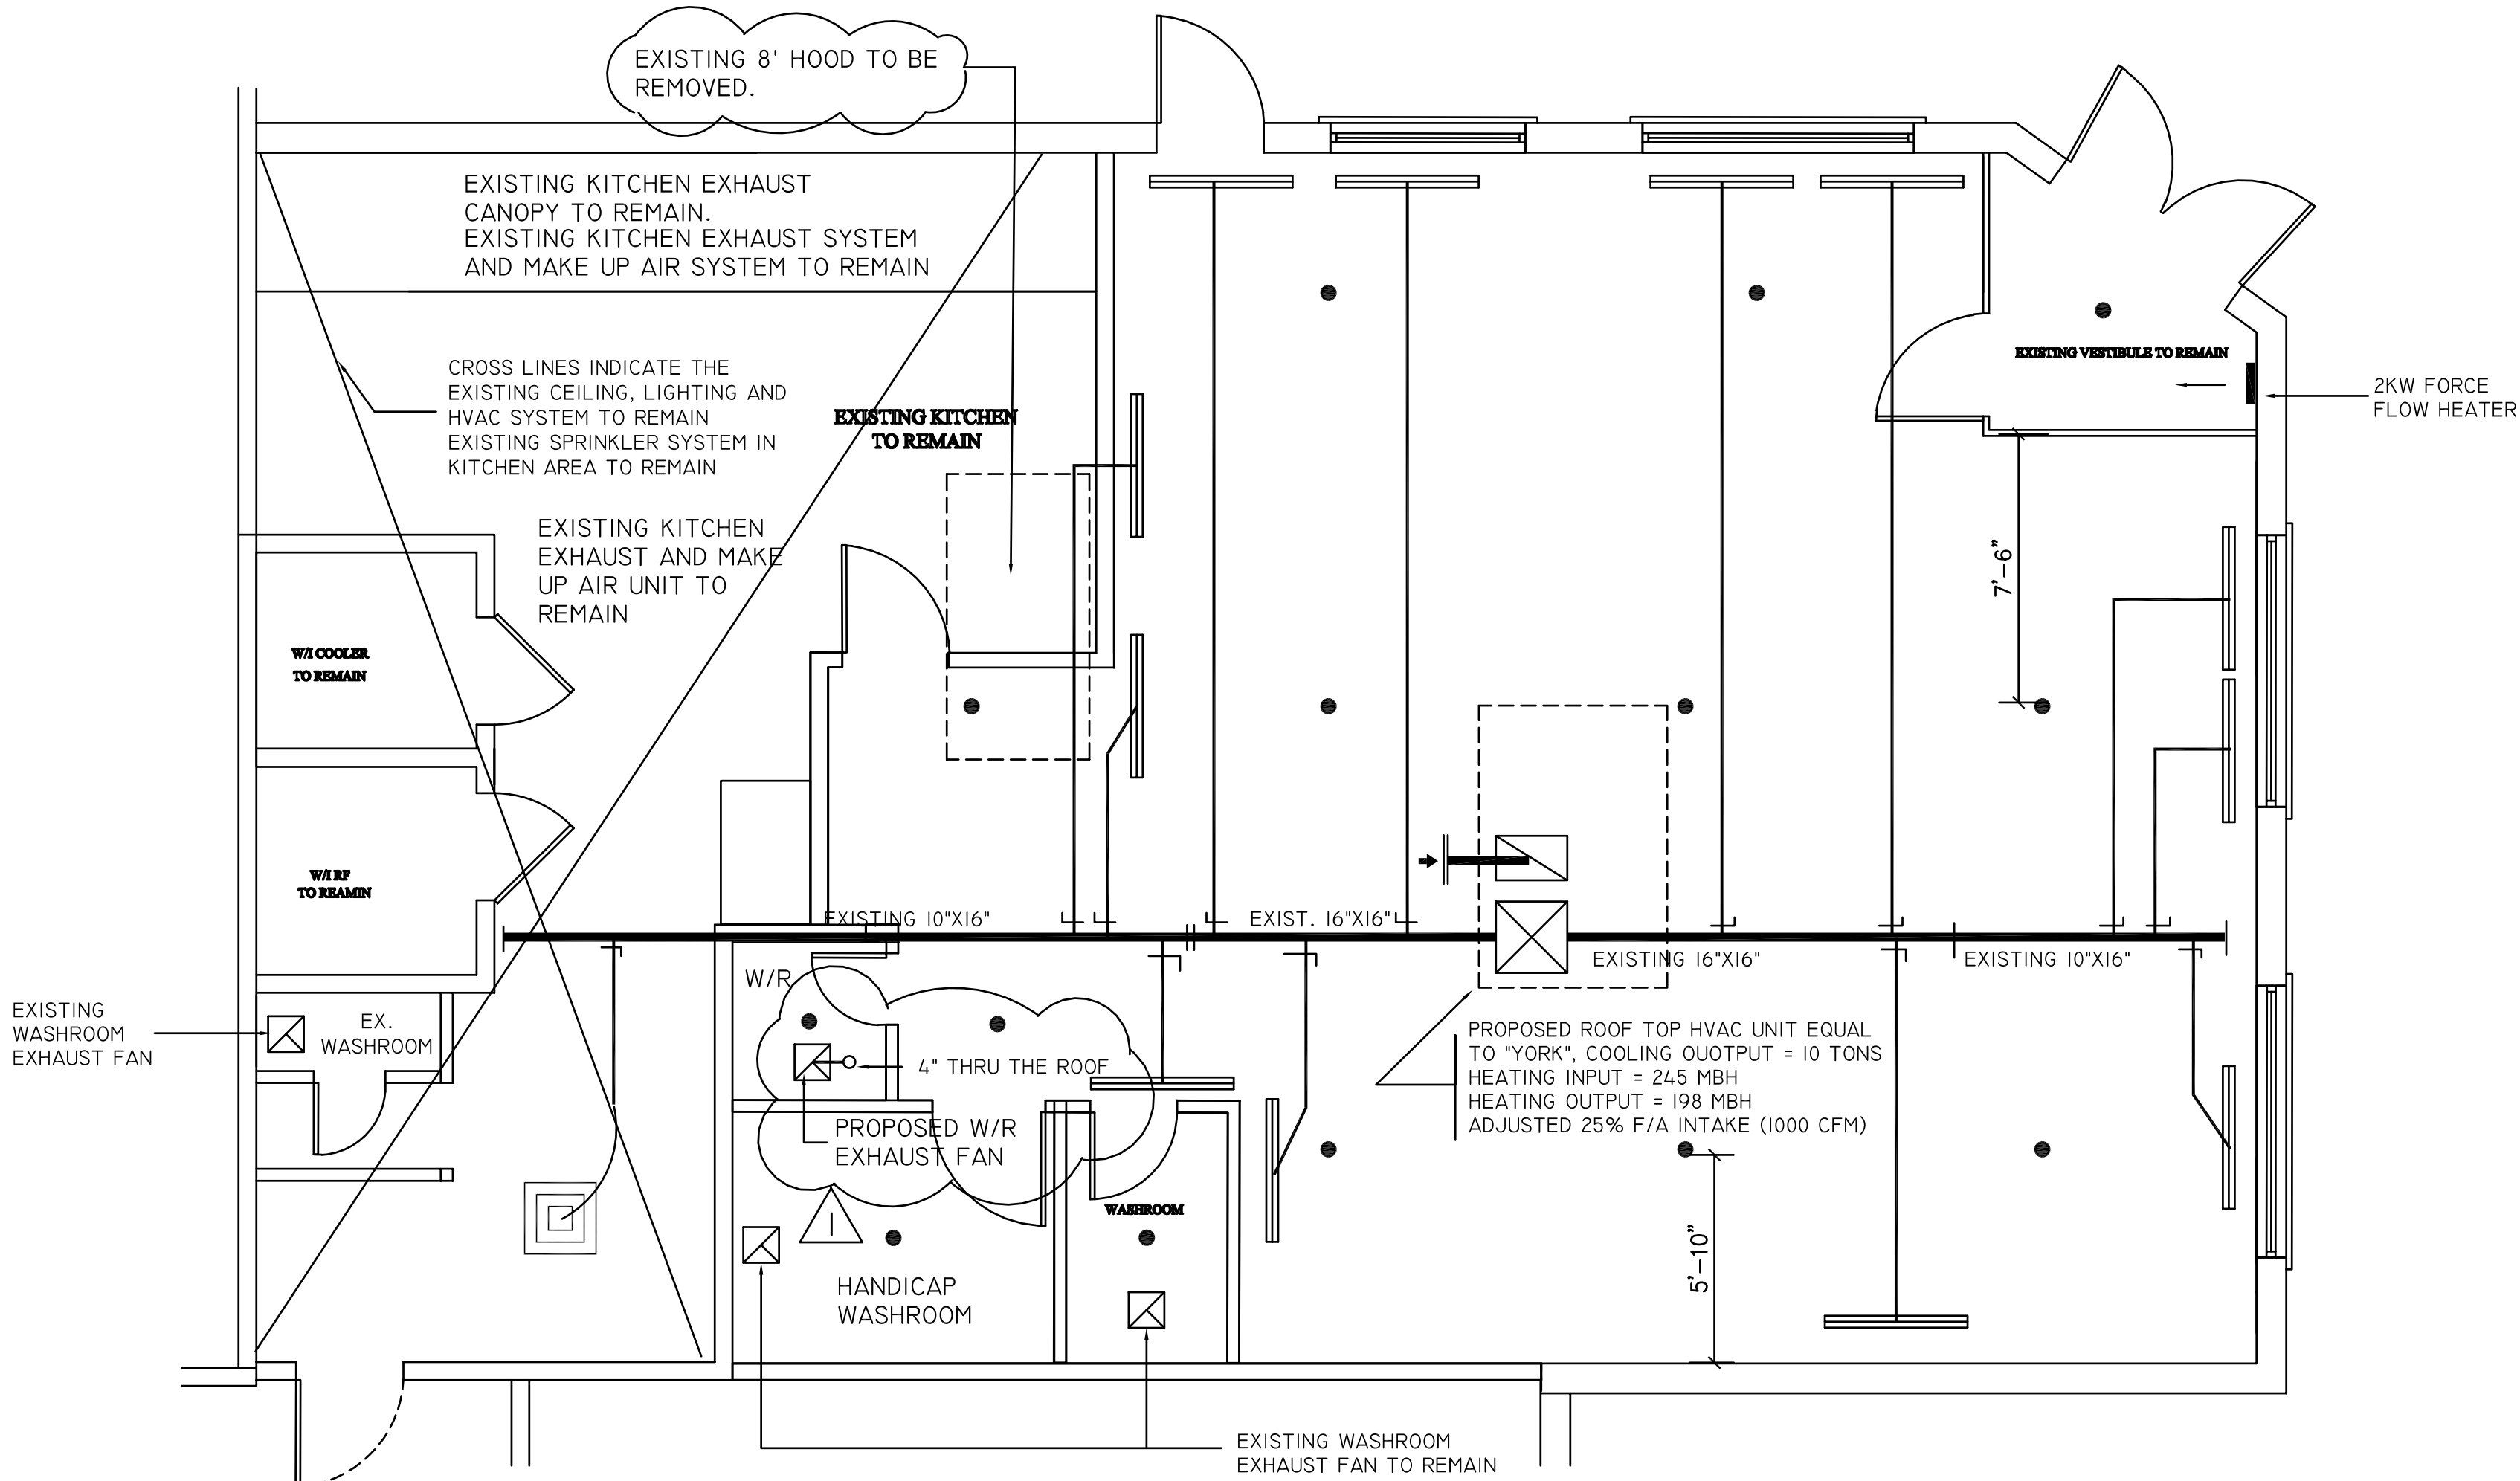 EXISTING 8' HOOD TO BE
REMOVED.
EXISTING KITCHEN EXHAUST
CANOPY TO REMAIN.
EXISTING KITCHEN EXHAUST SYSTEM
AND MAKE UP AIR SYSTEM TO REMAIN
CROSS LINES INDICATE THE
EXISTING CEILING, LIGHTING AND
HVAC SYSTEM TO REMAIN
EXISTING SPRINKLER SYSTEM IN
KITCHEN AREA TO REMAIN
EXISTING KITCHEN
TO REMAIN
EXISTING VESTIBULE TO REMAIN
2KW FORCE
FLOW HEATER
EXISTING KITCHEN
EXHAUST AND MAKE
UP AIR UNIT TO
REMAIN
7'-6"
W/I COOLER
TO REMAIN
W/I RF
TO REAMIN
EXISTING 10"X16"
EXIST. 16"X16"
EXISTING 16"X16"
EXISTING 10"X16"
W/R
EXISTING
WASHROOM
EXHAUST FAN
EX.
WASHROOM
4" THRU THE ROOF
PROPOSED W/R
EXHAUST FAN
PROPOSED ROOF TOP HVAC UNIT EQUAL
TO "YORK", COOLING OUOTPUT = 10 TONS
HEATING INPUT = 245 MBH
HEATING OUTPUT = 198 MBH
ADJUSTED 25% F/A INTAKE (1000 CFM)
1
WASHROOM
HANDICAP
WASHROOM
5'-10"
EXISTING WASHROOM
EXHAUST FAN TO REMAIN